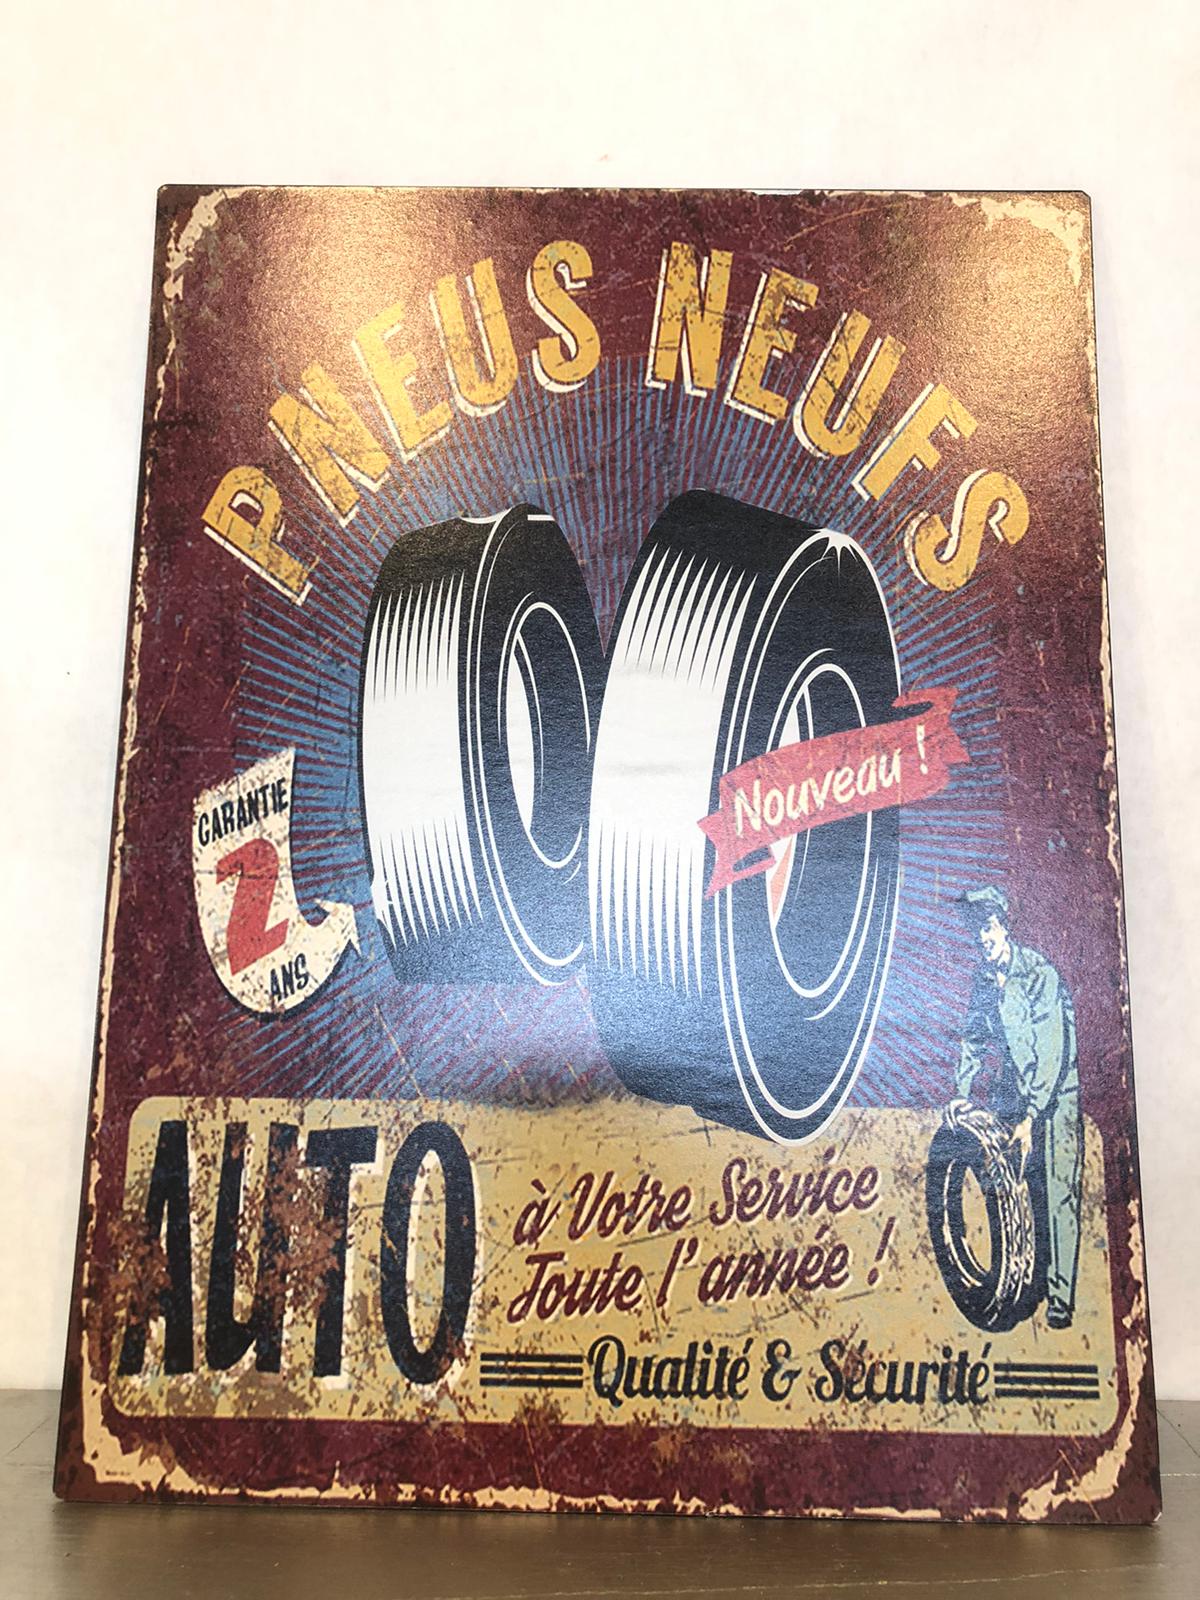 PNEUS NEUFS
Nouveau !
GARANTIE
2
ANS
AUTO
à Votre Service
Toute l'année !
Qualité & Sécurité